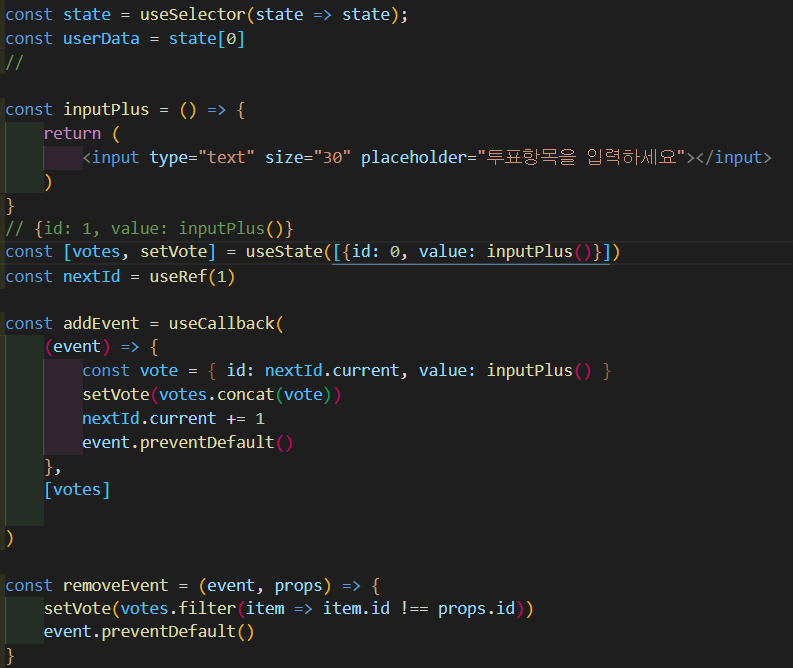 const state = useSelector(state => state);
const userData = state[0]
//
const inputPlus = () => {
return (
<input type="text" size="30" placeholder="투표항목을 입력하세요"></input>
)
}
// {id: 1, value: inputPlus()}
const [votes, setVote] = useState([{id: 0, value: inputPlus()}])
const nextId = useRef(1)
const addEvent = useCallback(
(event) => {
const vote = { id: nextId.current, value: inputPlus() }
setVote(votes.concat(vote))
nextId.current += 1
event.preventDefault()
},
[votes]
)
const removeEvent = (event, props) => {
setVote(votes.filter(item => item.id !== props.id))
event.preventDefault()
}